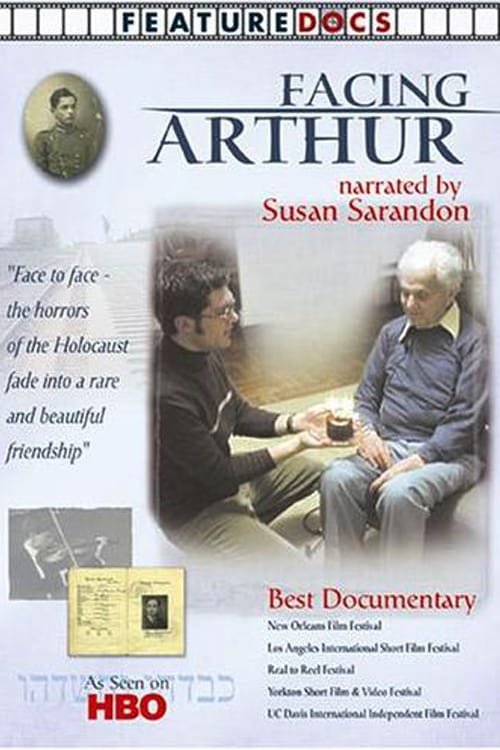 FEATUREDOCS
FACING
ARTHUR
narrated by
Susan Sarandon
"Face to face -
the horrors
of the Holocaust
fade into a rare
and beautiful
friendship"
Best Documentary
New Orleans Film Festival
Los Angeles International Short Film Festival
Real to Reel Festival
Yorkton Short Film & Video Festival
UC Davis International Independent Film Festival
As Seen on
HBO